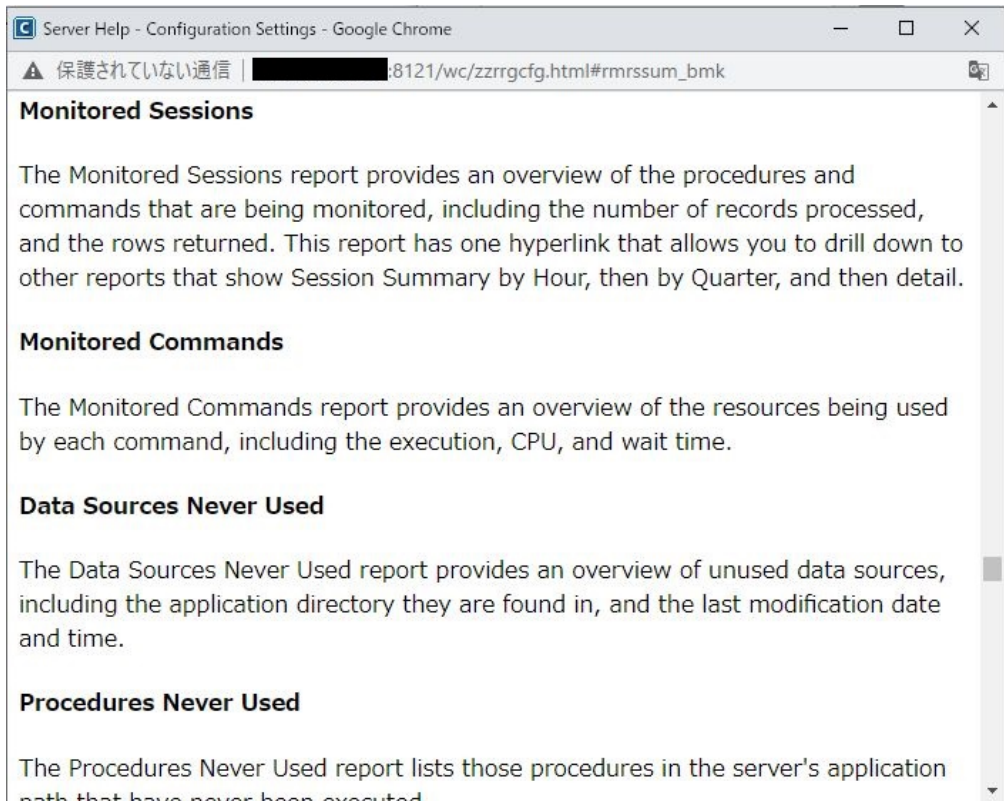 Server Help - Configuration Settings - Google Chrome
保護されていない通信 | :8121/wc/zzrrgcfg.html#rmrssum_bmk
Monitored Sessions
The Monitored Sessions report provides an overview of the procedures and
commands that are being monitored, including the number of records processed,
and the rows returned. This report has one hyperlink that allows you to drill down to
other reports that show Session Summary by Hour, then by Quarter, and then detail.
Monitored Commands
The Monitored Commands report provides an overview of the resources being used
by each command, including the execution, CPU, and wait time.
Data Sources Never Used
The Data Sources Never Used report provides an overview of unused data sources,
including the application directory they are found in, and the last modification date
and time.
Procedures Never Used
The Procedures Never Used report lists those procedures in the server's application
path that have never been executed